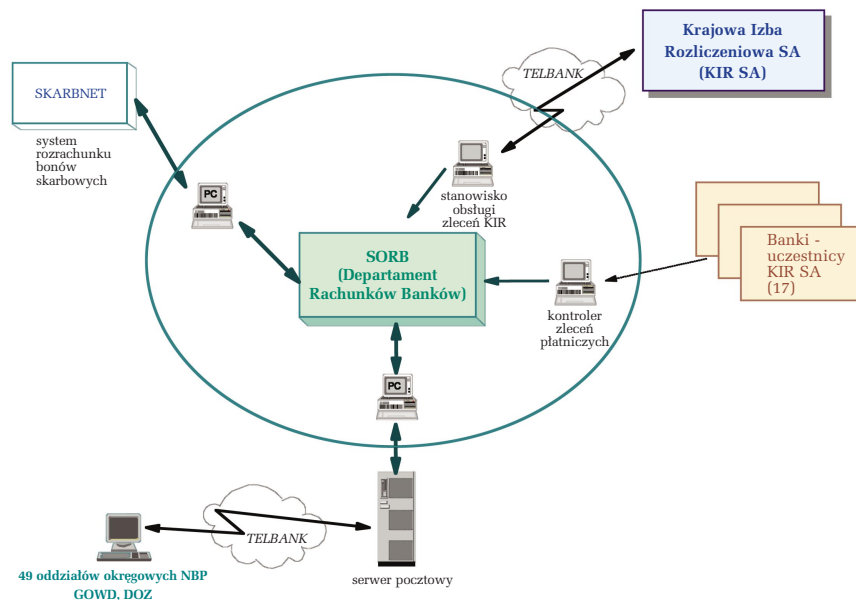 Krajowa Izba
Rozliczeniowa SA
(KIR SA)
TELBANK
SKARBNET
system
rozrachunku
bonów
skarbowych
PC
stanowisko
obsługi
zleceń KIR
SORB
(Departament
Rachunków Banków)
Banki -
uczestnicy
KIR SA
(17)
kontroler
zleceń
płatniczych
PC
TELBANK
serwer pocztowy
49 oddziałów okręgowych NBP
GOWD, DOZ